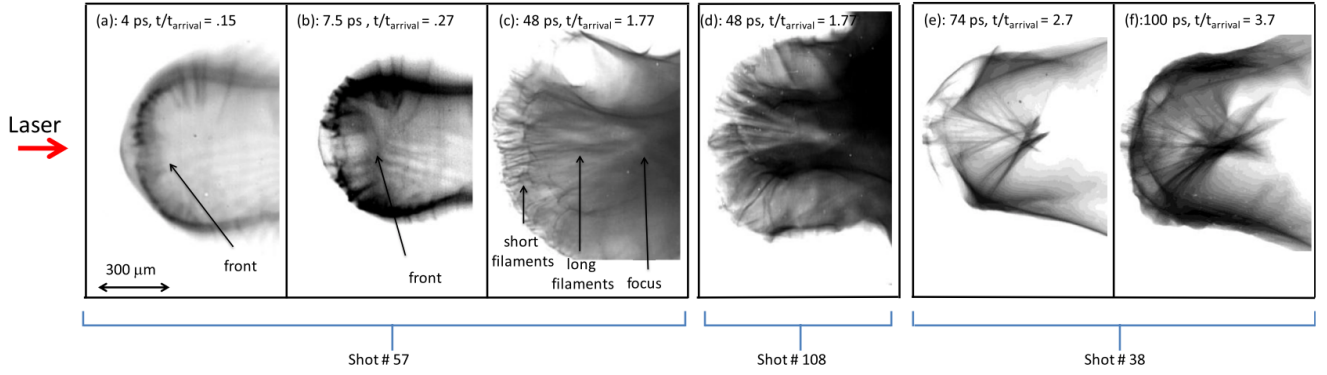 (a): 4 ps, t/tarrival = .15
(b): 7.5 ps , t/tarrival = .27
(c): 48 ps, t/tarrival = 1.77
(d): 48 ps, t/tarrival = 1.77
(e): 74 ps, t/tarrival = 2.7
(f):100 ps, t/tarrival = 3.7
Laser
300 µm
front
front
short
filaments
long
filaments
focus
Shot # 57
Shot # 108
Shot # 38